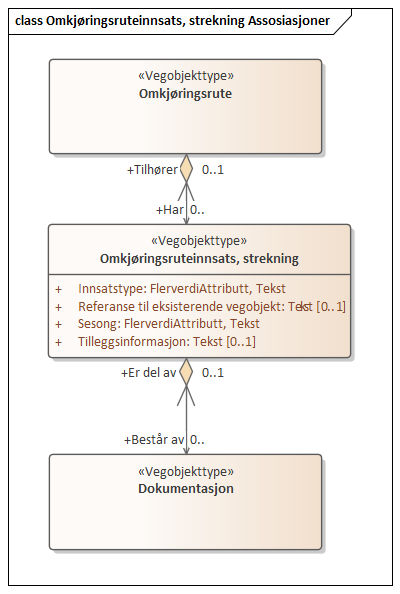 class Omkjøringsruteinnsats, strekning Assosiasjoner
«Vegobjekttype»
Omkjøringsrute
+Tilhører 0..1
+Har 0..
«Vegobjekttype»
Omkjøringsruteinnsats, strekning
+ Innsatstype: FlerverdiAttributt, Tekst
+ Referanse til eksisterende vegobjekt: Tekst [0..1]
+ Sesong: FlerverdiAttributt, Tekst
+ Tilleggsinformasjon: Tekst [0..1]
+Er del av 0..1
+Består av 0..
«Vegobjekttype»
Dokumentasjon